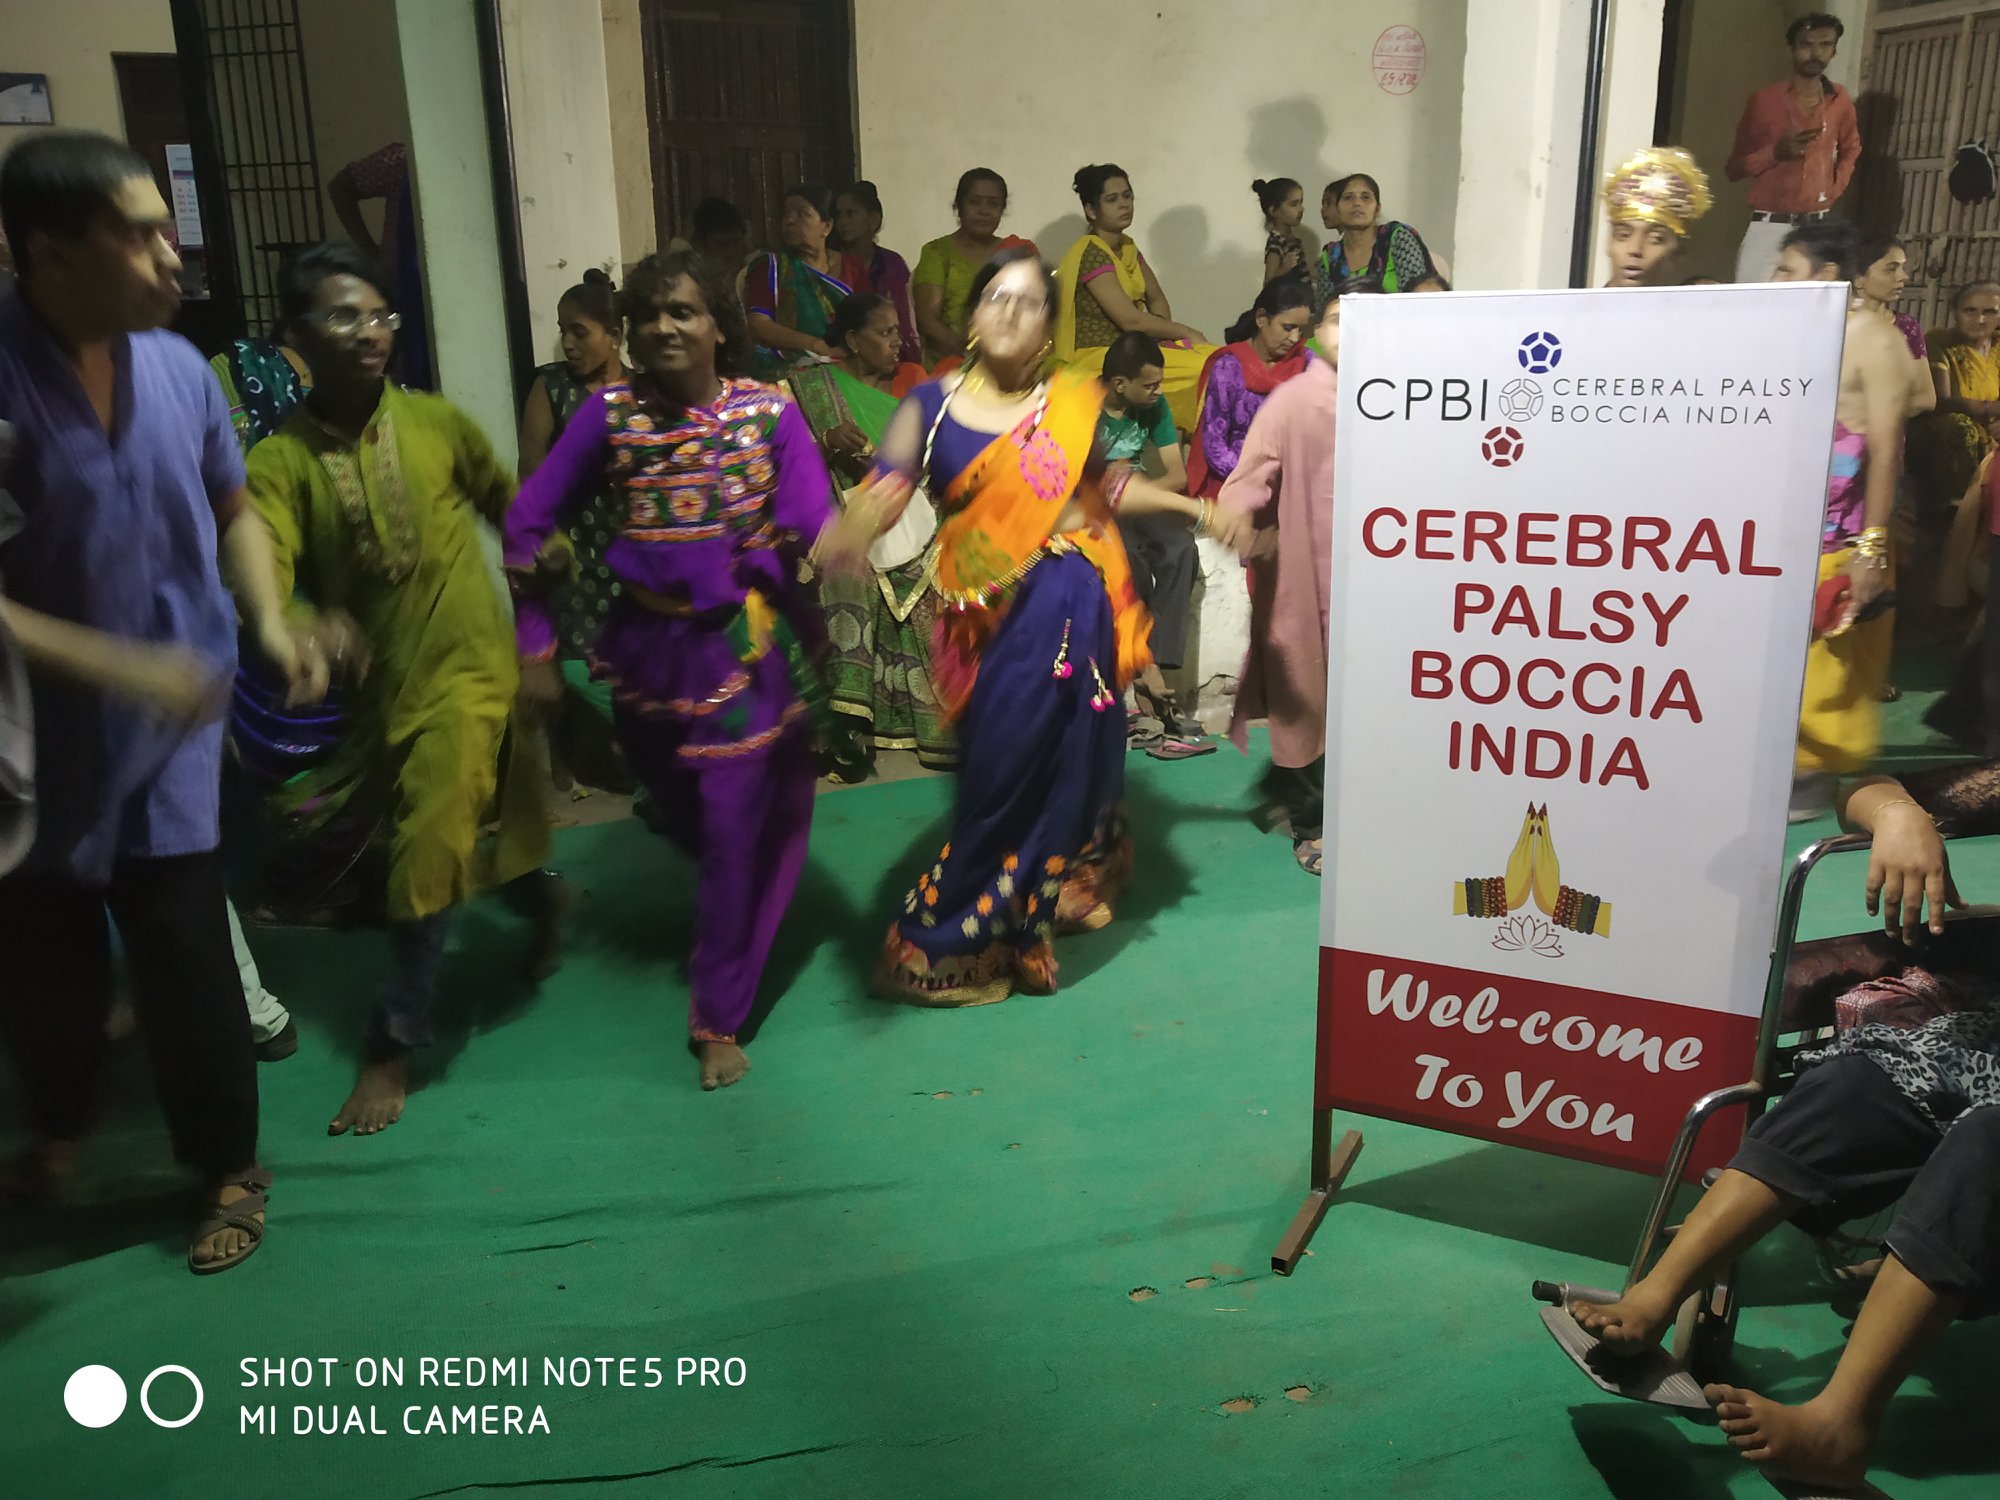 CPBI
CEREBRAL PALSY
BOCCIA INDIA
CEREBRAL
PALSY
BOCCIA
INDIA
Wel-come
To You
SHOT ON REDMI NOTE5 PRO
MI DUAL CAMERA